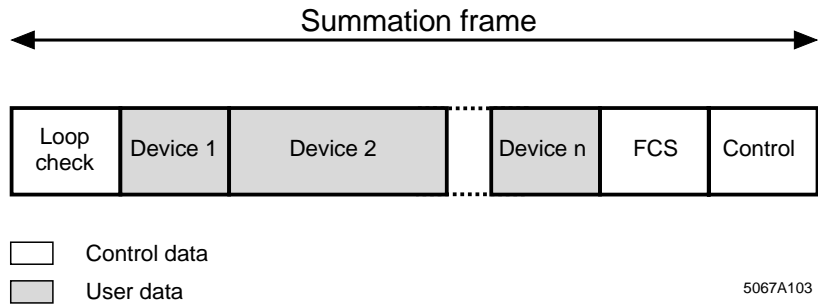 Summation frame
Loop check
Device 1
Device 2
Device n
FCS
Control
Control data
User data
5067A103